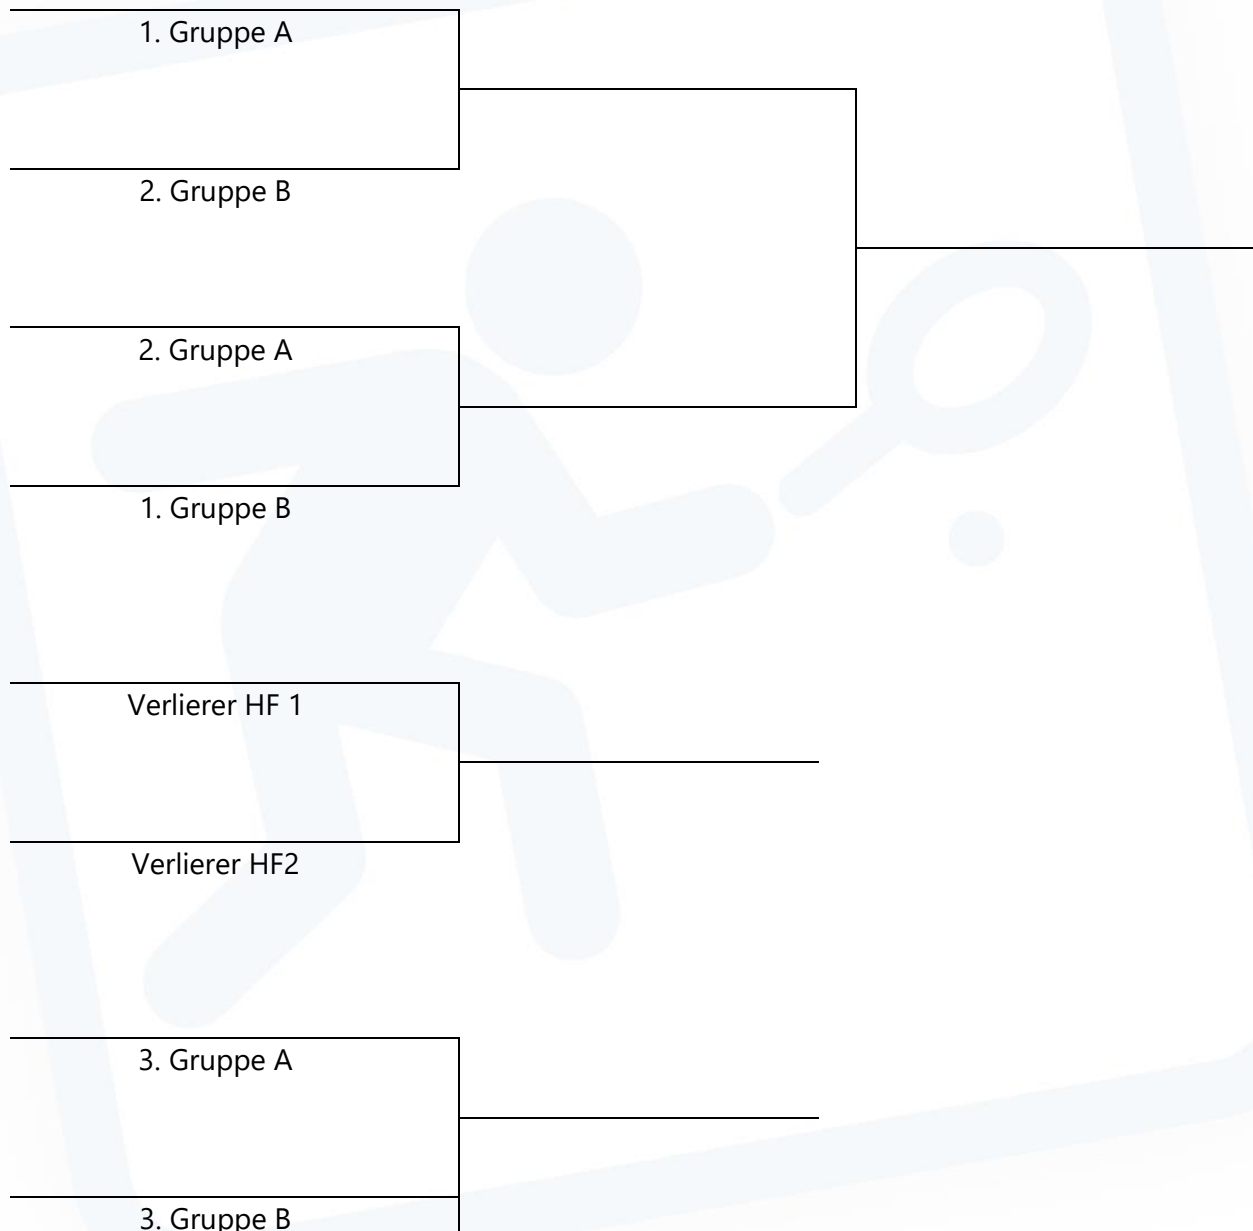 1. Gruppe A
2. Gruppe B
2. Gruppe A
1. Gruppe B
Verlierer HF 1
Verlierer HF2
3. Gruppe A
3. Gruppe B